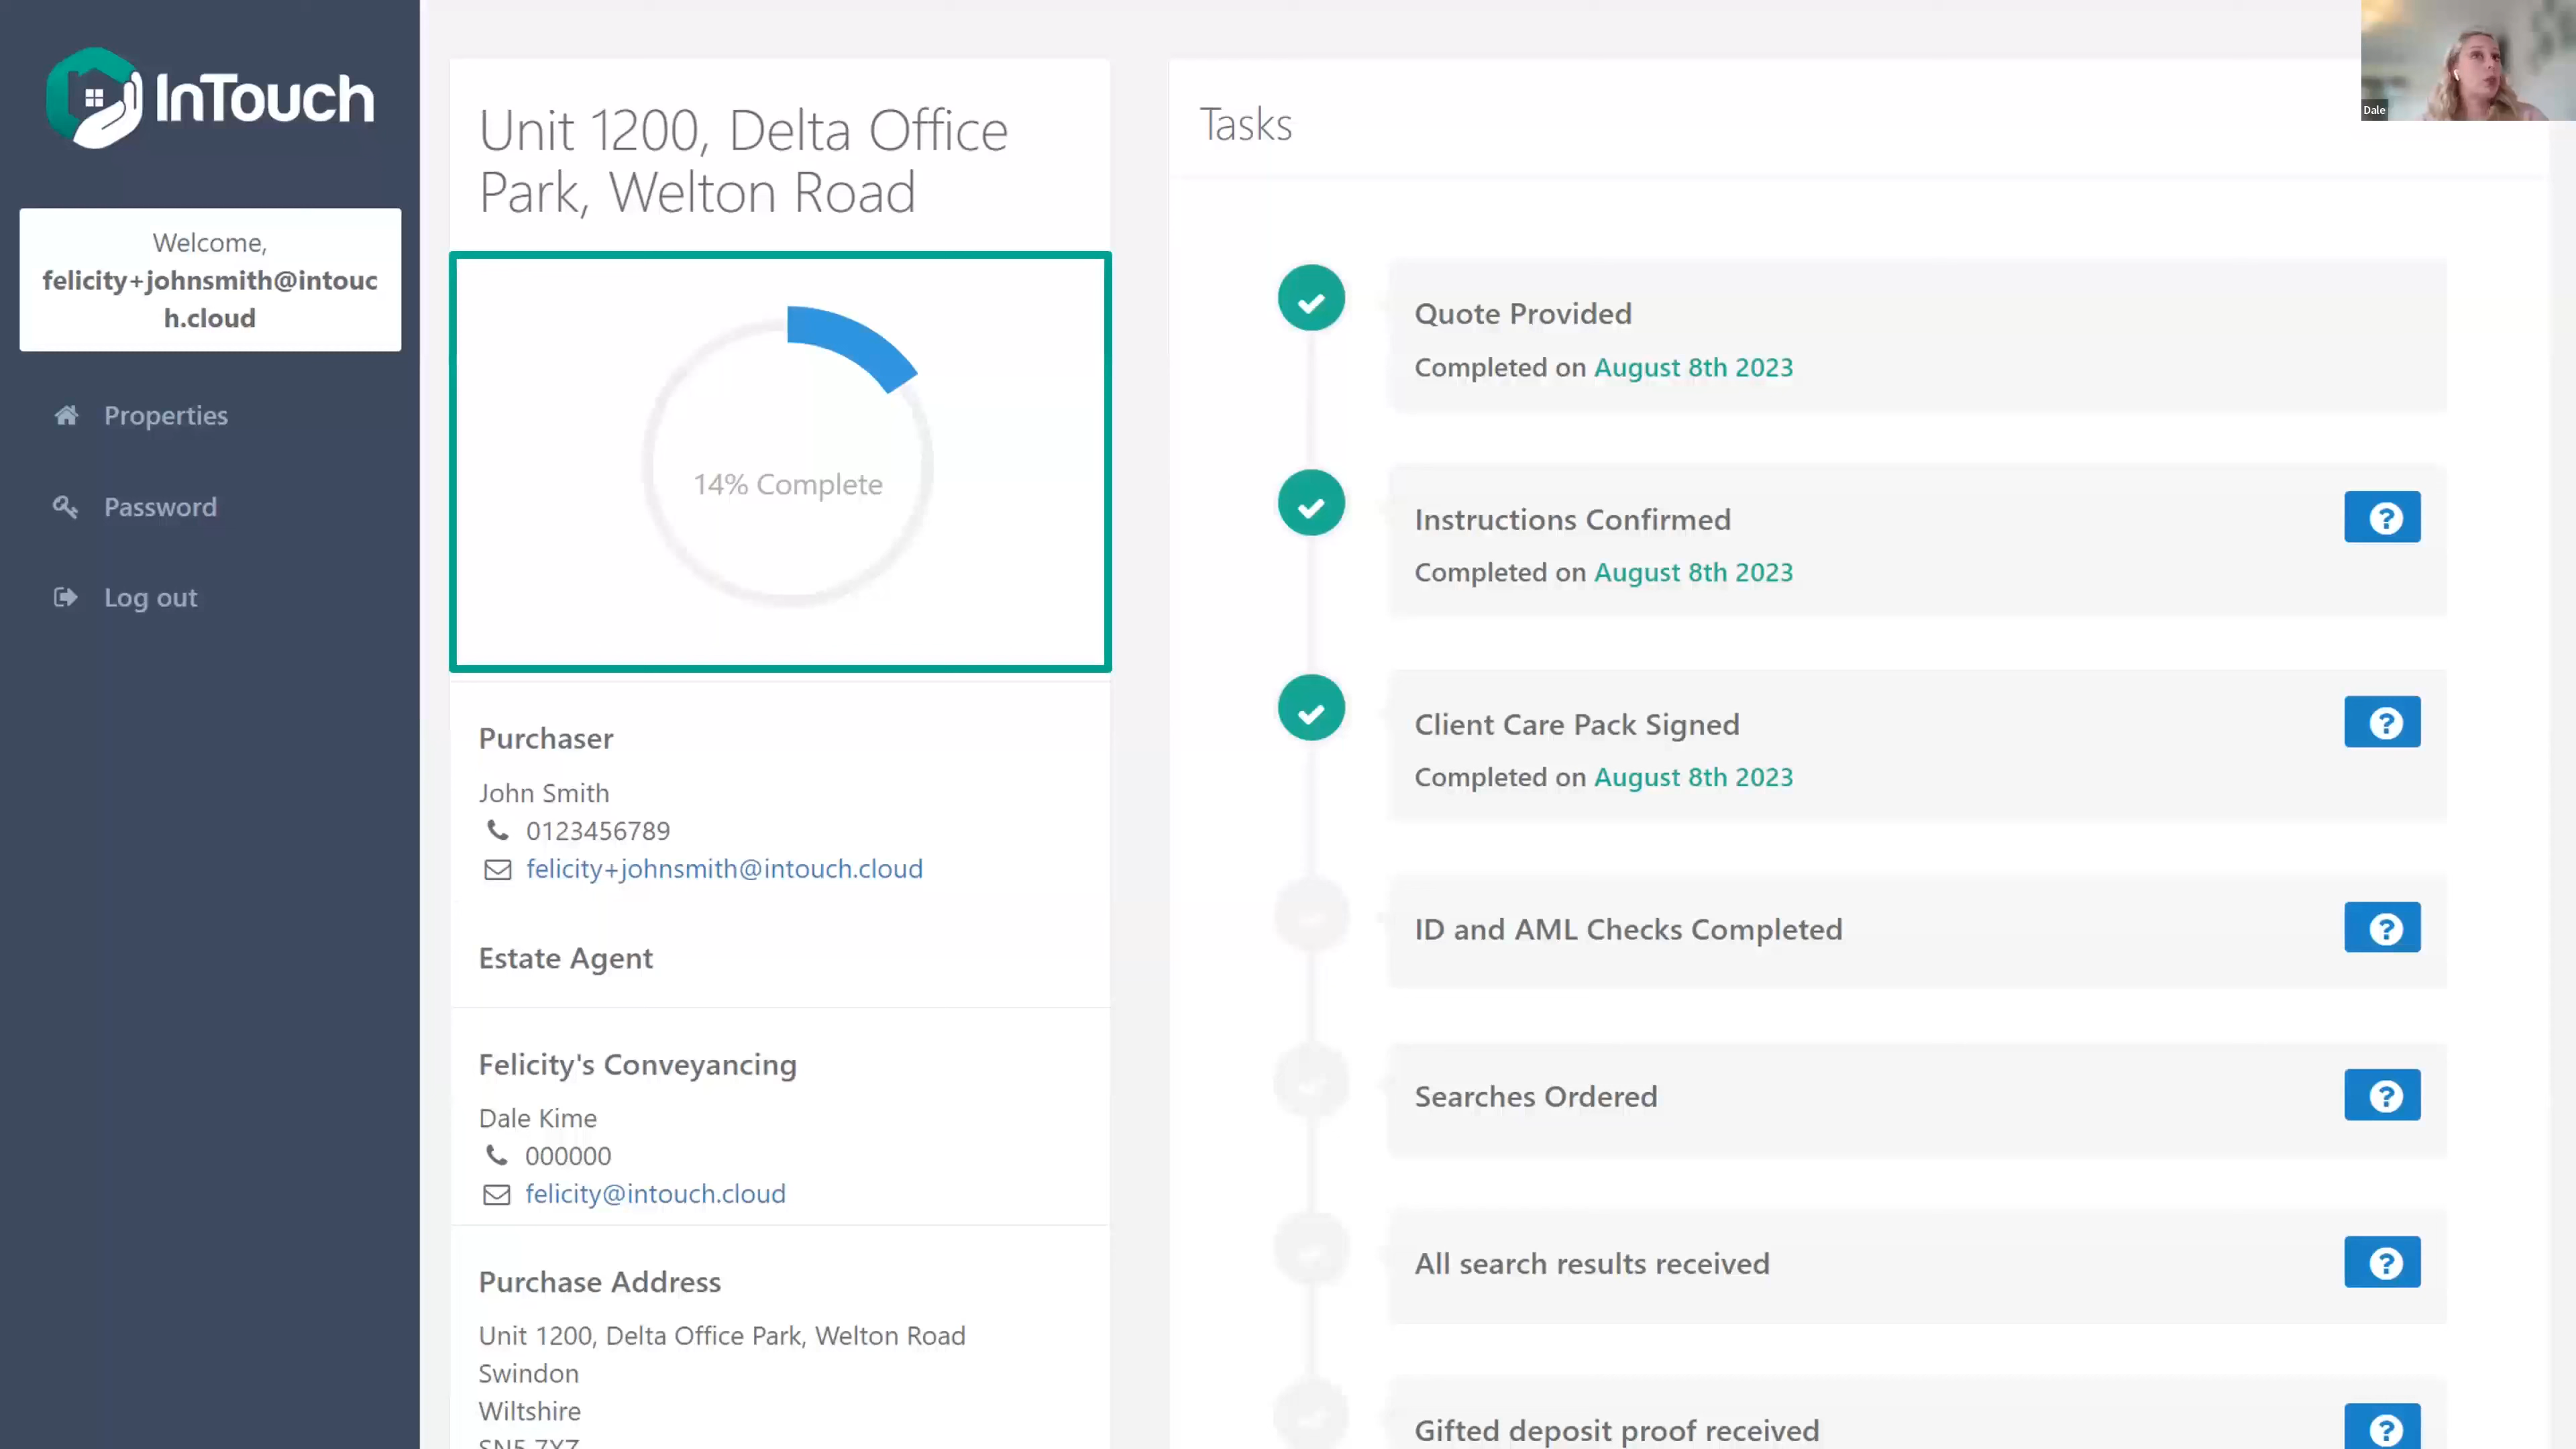 InTouch
Welcome,
felicity+johnsmith@intouc
h.cloud
Properties
Password
Log out
Unit 1200, Delta Office
Park, Welton Road
14% Complete
Purchaser
John Smith
0123456789
felicity+johnsmith@intouch.cloud
Estate Agent
Felicity's Conveyancing
Dale Kime
000000
felicity@intouch.cloud
Purchase Address
Unit 1200, Delta Office Park, Welton Road
Swindon
Wiltshire
SN5 7XZ
Tasks
Quote Provided
Completed on August 8th 2023
Instructions Confirmed
Completed on August 8th 2023
Client Care Pack Signed
Completed on August 8th 2023
ID and AML Checks Completed
Searches Ordered
All search results received
Gifted deposit proof received
Dale